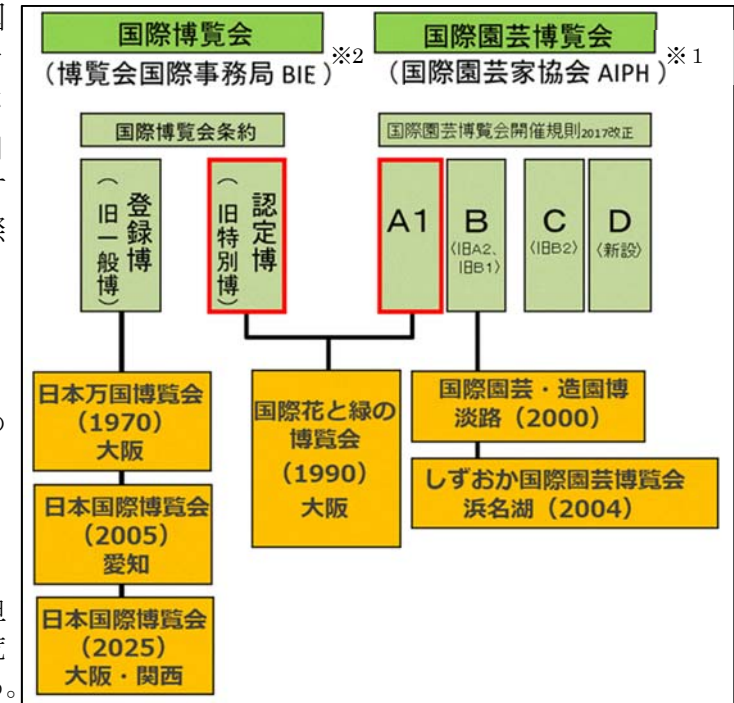 国際博覧会
(博覧会国際事務局 BIE)※2
国際園芸博覧会
(国際園芸家協会 AIPH)※1
国際博覧会条約
国際園芸博覧会開催規則2017改正
登録博
(旧一般博)
認定博
(旧特別博)
A1
B
〈旧A2、
旧B1〉
C
〈旧B2〉
D
〈新設〉
日本万国博覧会
(1970)
大阪
日本国際博覧会
(2005)
愛知
日本国際博覧会
(2025)
大阪・関西
国際花と緑の
博覧会
(1990)
大阪
国際園芸・造園博
淡路(2000)
しずおか国際園芸博覧会
浜名湖(2004)